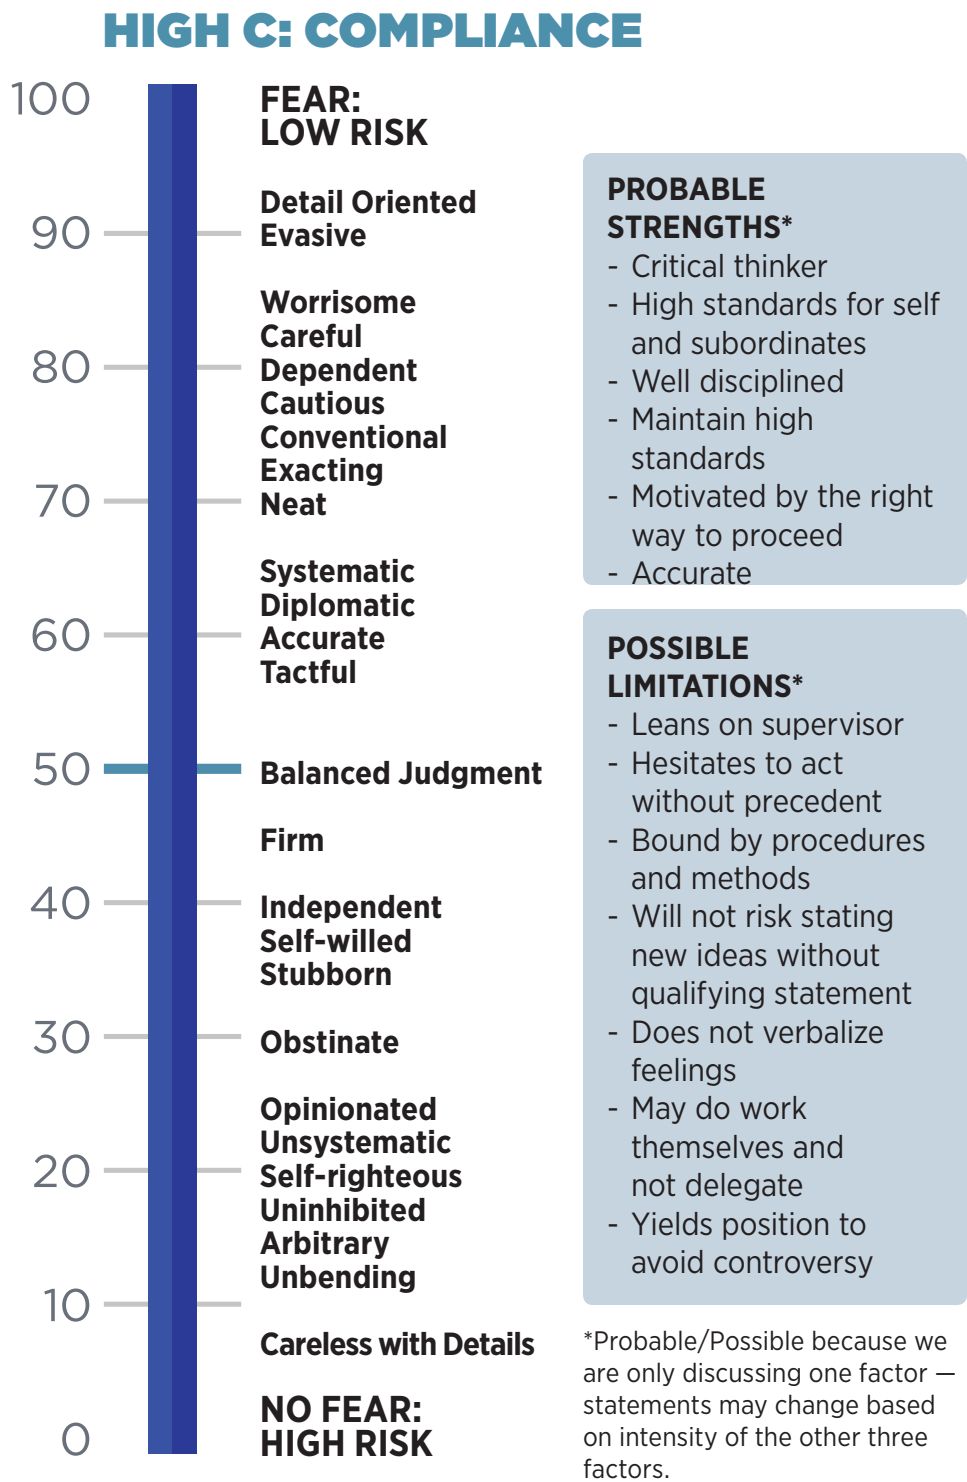 HIGH C: COMPLIANCE
100
FEAR:
LOW RISK
Detail Oriented
90
Evasive
Worrisome
Careful
80
Dependent
Cautious
Conventional
Exacting
70
Neat
Systematic
Diplomatic
60
Accurate
Tactful
50
Balanced Judgment
Firm
40
Independent
Self-willed
Stubborn
30
Obstinate
Opinionated
Unsystematic
20
Self-righteous
Uninhibited
Arbitrary
Unbending
10
Careless with Details
NO FEAR:
0
HIGH RISK
PROBABLE
STRENGTHS*
- Critical thinker
- High standards for self
and subordinates
- Well disciplined
- Maintain high
standards
- Motivated by the right
way to proceed
- Accurate
POSSIBLE
LIMITATIONS*
- Leans on supervisor
- Hesitates to act
without precedent
- Bound by procedures
and methods
- Will not risk stating
new ideas without
qualifying statement
- Does not verbalize
feelings
- May do work
themselves and
not delegate
- Yields position to
avoid controversy
*Probable/Possible because we
are only discussing one factor —
statements may change based
on intensity of the other three
factors.